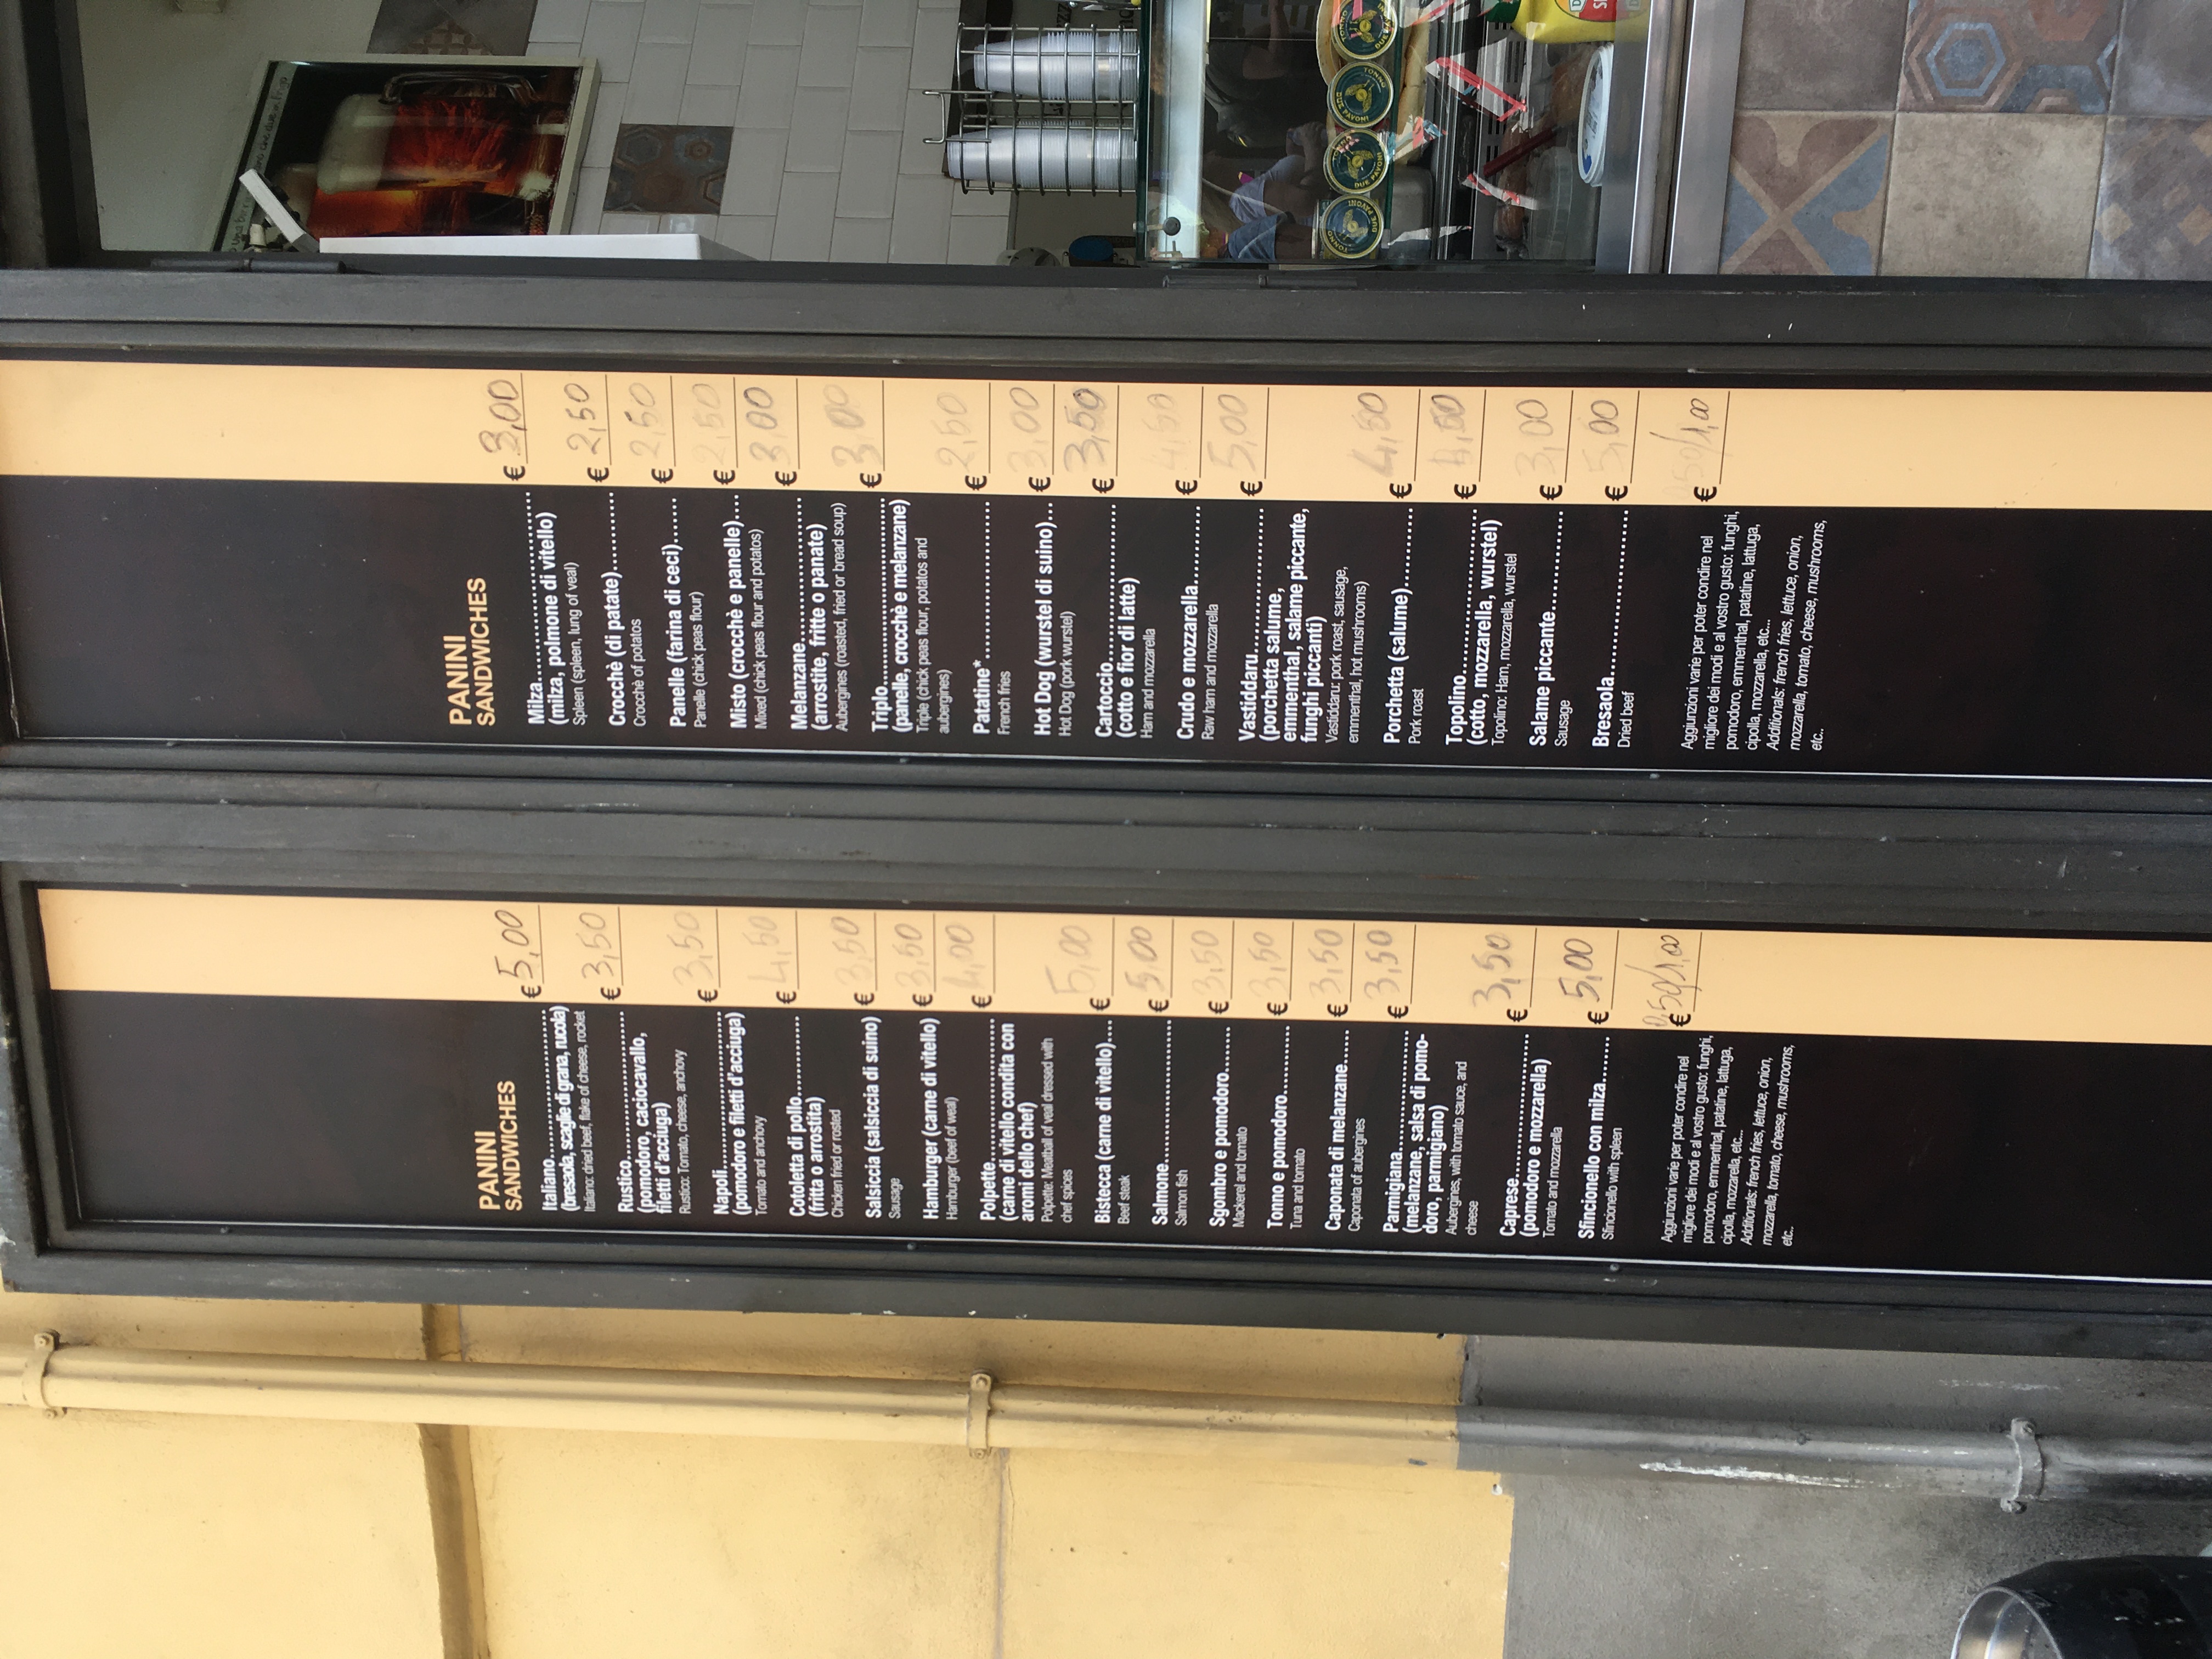 PANINI
SANDWICHES
Italiano........................... € 5,00
(bresaola, scaglie di grana, rucola)
Italiano: dried beef, flake of cheese, rocket
Rustico........................... € 3,50
(pomodoro, caciocavallo,
filetti d'acciuga)
Rustico: Tomato, cheese, anchovy
Napoli............................. € 3,50
(pomodoro e filetti d'acciuga)
Tomato and anchovy
Cotoletta di pollo.............. € 4,50
(fritta o arrostita)
Chicken fried or rosted
Salsiccia (salsiccia di suino) € 3,50
Sausage
Hamburger (carne di vitello) € 3,50
Hamburger (beef of weal)
Polpette.......................... € 4,00
(carne di vitello condita con
aromi dello chef)
Polpette: Meatball of veal dressed with
chef spices
Bistecca (carne di vitello).... € 5,00
Beef steak
Salmone.......................... € 5,00
Salmon fish
Sgombro e pomodoro........ € 3,50
Mackerel and tomato
Tonno e pomodoro............ € 3,50
Tuna and tomato
Caponata di melanzane...... € 3,50
Caponata of aubergines
Parmigiana...................... € 3,50
(melanzane, salsa di pomo-
doro, parmigiano)
Aubergines, with tomato sauce, and
cheese
Caprese.......................... € 3,50
(pomodoro e mozzarella)
Tomato and mozzarella
Sfincionello con milza........ € 5,00
Sfincionello with spleen
Aggiunzioni varie per poter condire nel € 0,50/1,00
migliore dei modi e al vostro gusto: funghi,
pomodoro, emmenthal, patatine, lattuga,
cipolla, mozzarella, etc...
Additionals: french fries, lettuce, onion,
mozzarella, tomato, cheese, mushrooms,
etc..
PANINI
SANDWICHES
Milza................................ € 3,00
(milza, polmone di vitello)
Spleen (spleen, lung of veal)
Crocchè (di patate)............ € 2,50
Crocchè of potatos
Panelle (farina di ceci)....... € 2,50
Panelle (chick peas flour)
Misto (crocchè e panelle).... € 2,50
Mixed (chick peas flour and potatos)
Melanzane........................ € 3,00
(arrostite, fritte o panate)
Aubergines (roasted, fried or bread soup)
Triplo................................ € 3,00
(panelle, crocchè e melanzane)
Triple (chick peas flour, potatos and
aubergines)
Patatine*.......................... € 2,50
French fries
Hot Dog (wurstel di suino)... € 3,00
Hot Dog (pork wurstel)
Cartoccio.......................... € 3,50
(cotto e fior di latte)
Ham and mozzarella
Crudo e mozzarella............ € 4,50
Raw ham and mozzarella
Vastiddaru........................ € 5,00
(porchetta salume,
emmenthal, salame piccante,
funghi piccanti)
Vastiddaru: pork roast, sausage,
emmenthal, hot mushrooms)
Porchetta (salume)............ € 4,50
Pork roast
Topolino........................... € 4,50
(cotto, mozzarella, wurstel)
Topolino: Ham, mozzarella, wurstel
Salame piccante................ € 3,00
Sausage
Bresaola........................... € 5,00
Dried beef
Aggiunzioni varie per poter condire nel € 0,50/1,00
migliore dei modi e al vostro gusto: funghi,
pomodoro, emmenthal, patatine, lattuga,
cipolla, mozzarella, etc...
Additionals: french fries, lettuce, onion,
mozzarella, tomato, cheese, mushrooms,
etc..
TONNO
DUE PAVONI
TONNO
DUE PAVONI
TONNO
DUE PAVONI
TONNO